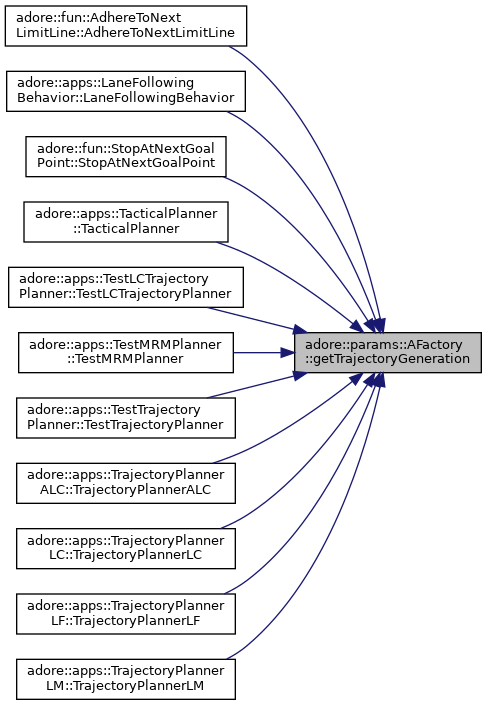 adore::fun::AdhereToNext
LimitLine::AdhereToNextLimitLine
adore::apps::LaneFollowing
Behavior::LaneFollowingBehavior
adore::fun::StopAtNextGoal
Point::StopAtNextGoalPoint
adore::apps::TacticalPlanner
::TacticalPlanner
adore::apps::TestLCTrajectory
Planner::TestLCTrajectoryPlanner
adore::apps::TestMRMPlanner
::TestMRMPlanner
adore::params::AFactory
::getTrajectoryGeneration
adore::apps::TestTrajectory
Planner::TestTrajectoryPlanner
adore::apps::TrajectoryPlanner
ALC::TrajectoryPlannerALC
adore::apps::TrajectoryPlanner
LC::TrajectoryPlannerLC
adore::apps::TrajectoryPlanner
LF::TrajectoryPlannerLF
adore::apps::TrajectoryPlanner
LM::TrajectoryPlannerLM